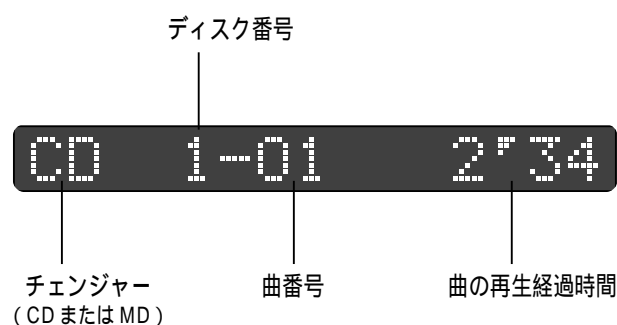 ディスク番号
CD 1-01 2'34
チェンジャー 曲番号 曲の再生経過時間
(CD または MD)